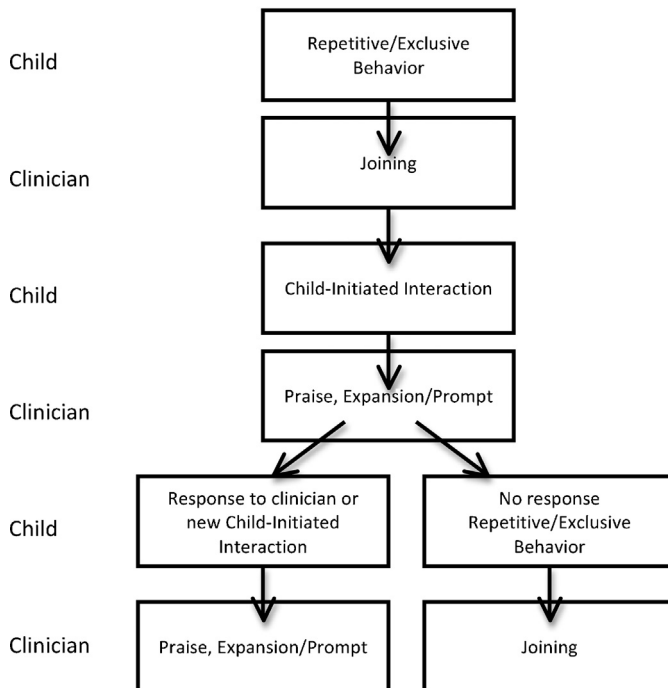 Child
Repetitive/Exclusive
Behavior
Clinician
Joining
Child
Child-Initiated Interaction
Clinician
Praise, Expansion/Prompt
Child
Response to clinician or
new Child-Initiated
Interaction
No response
Repetitive/Exclusive
Behavior
Clinician
Praise, Expansion/Prompt
Joining